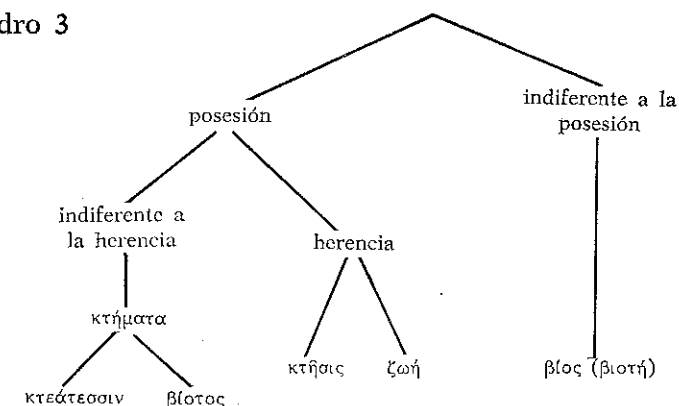 dro 3
indiferente a la
posesión
posesión
indiferente a
la herencia
herencia
κτήματα
κτῆσις ζωή βίος (βιοτή)
κτεάτεσσιν βίοτος